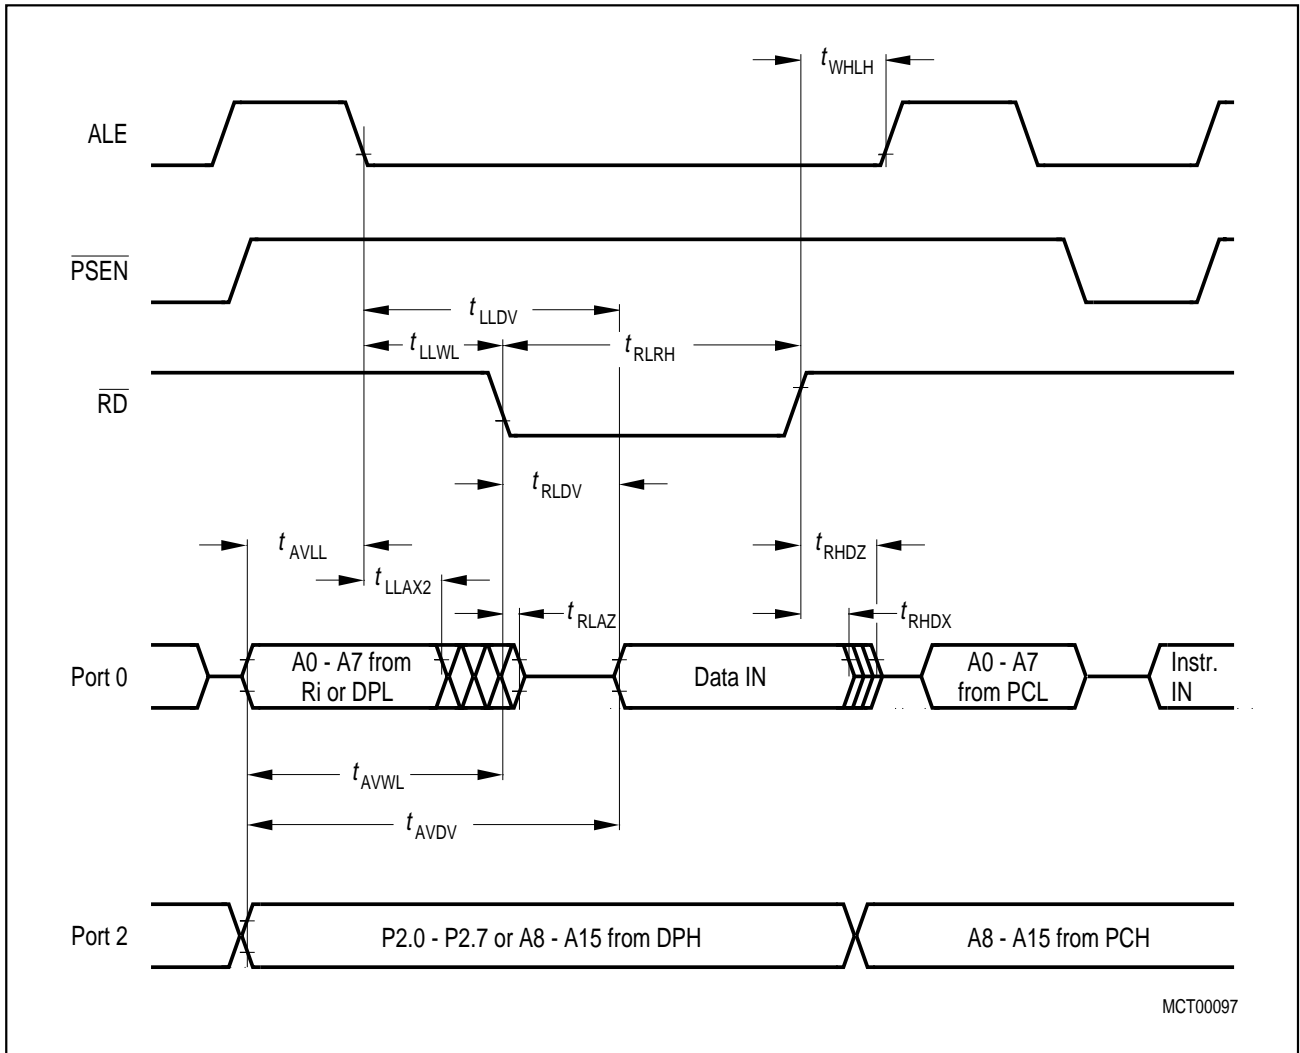 t WHLH
ALE
PSEN
t LLDV
t LLWL
t RLRH
RD
t RLDV
t AVLL
t RHDZ
t LLAX2
t RLAZ
t RHDX
Port 0
A0 - A7 from
Ri or DPL
Data IN
A0 - A7
from PCL
Instr.
IN
t AVWL
t AVDV
Port 2
P2.0 - P2.7 or A8 - A15 from DPH
A8 - A15 from PCH
MCT00097